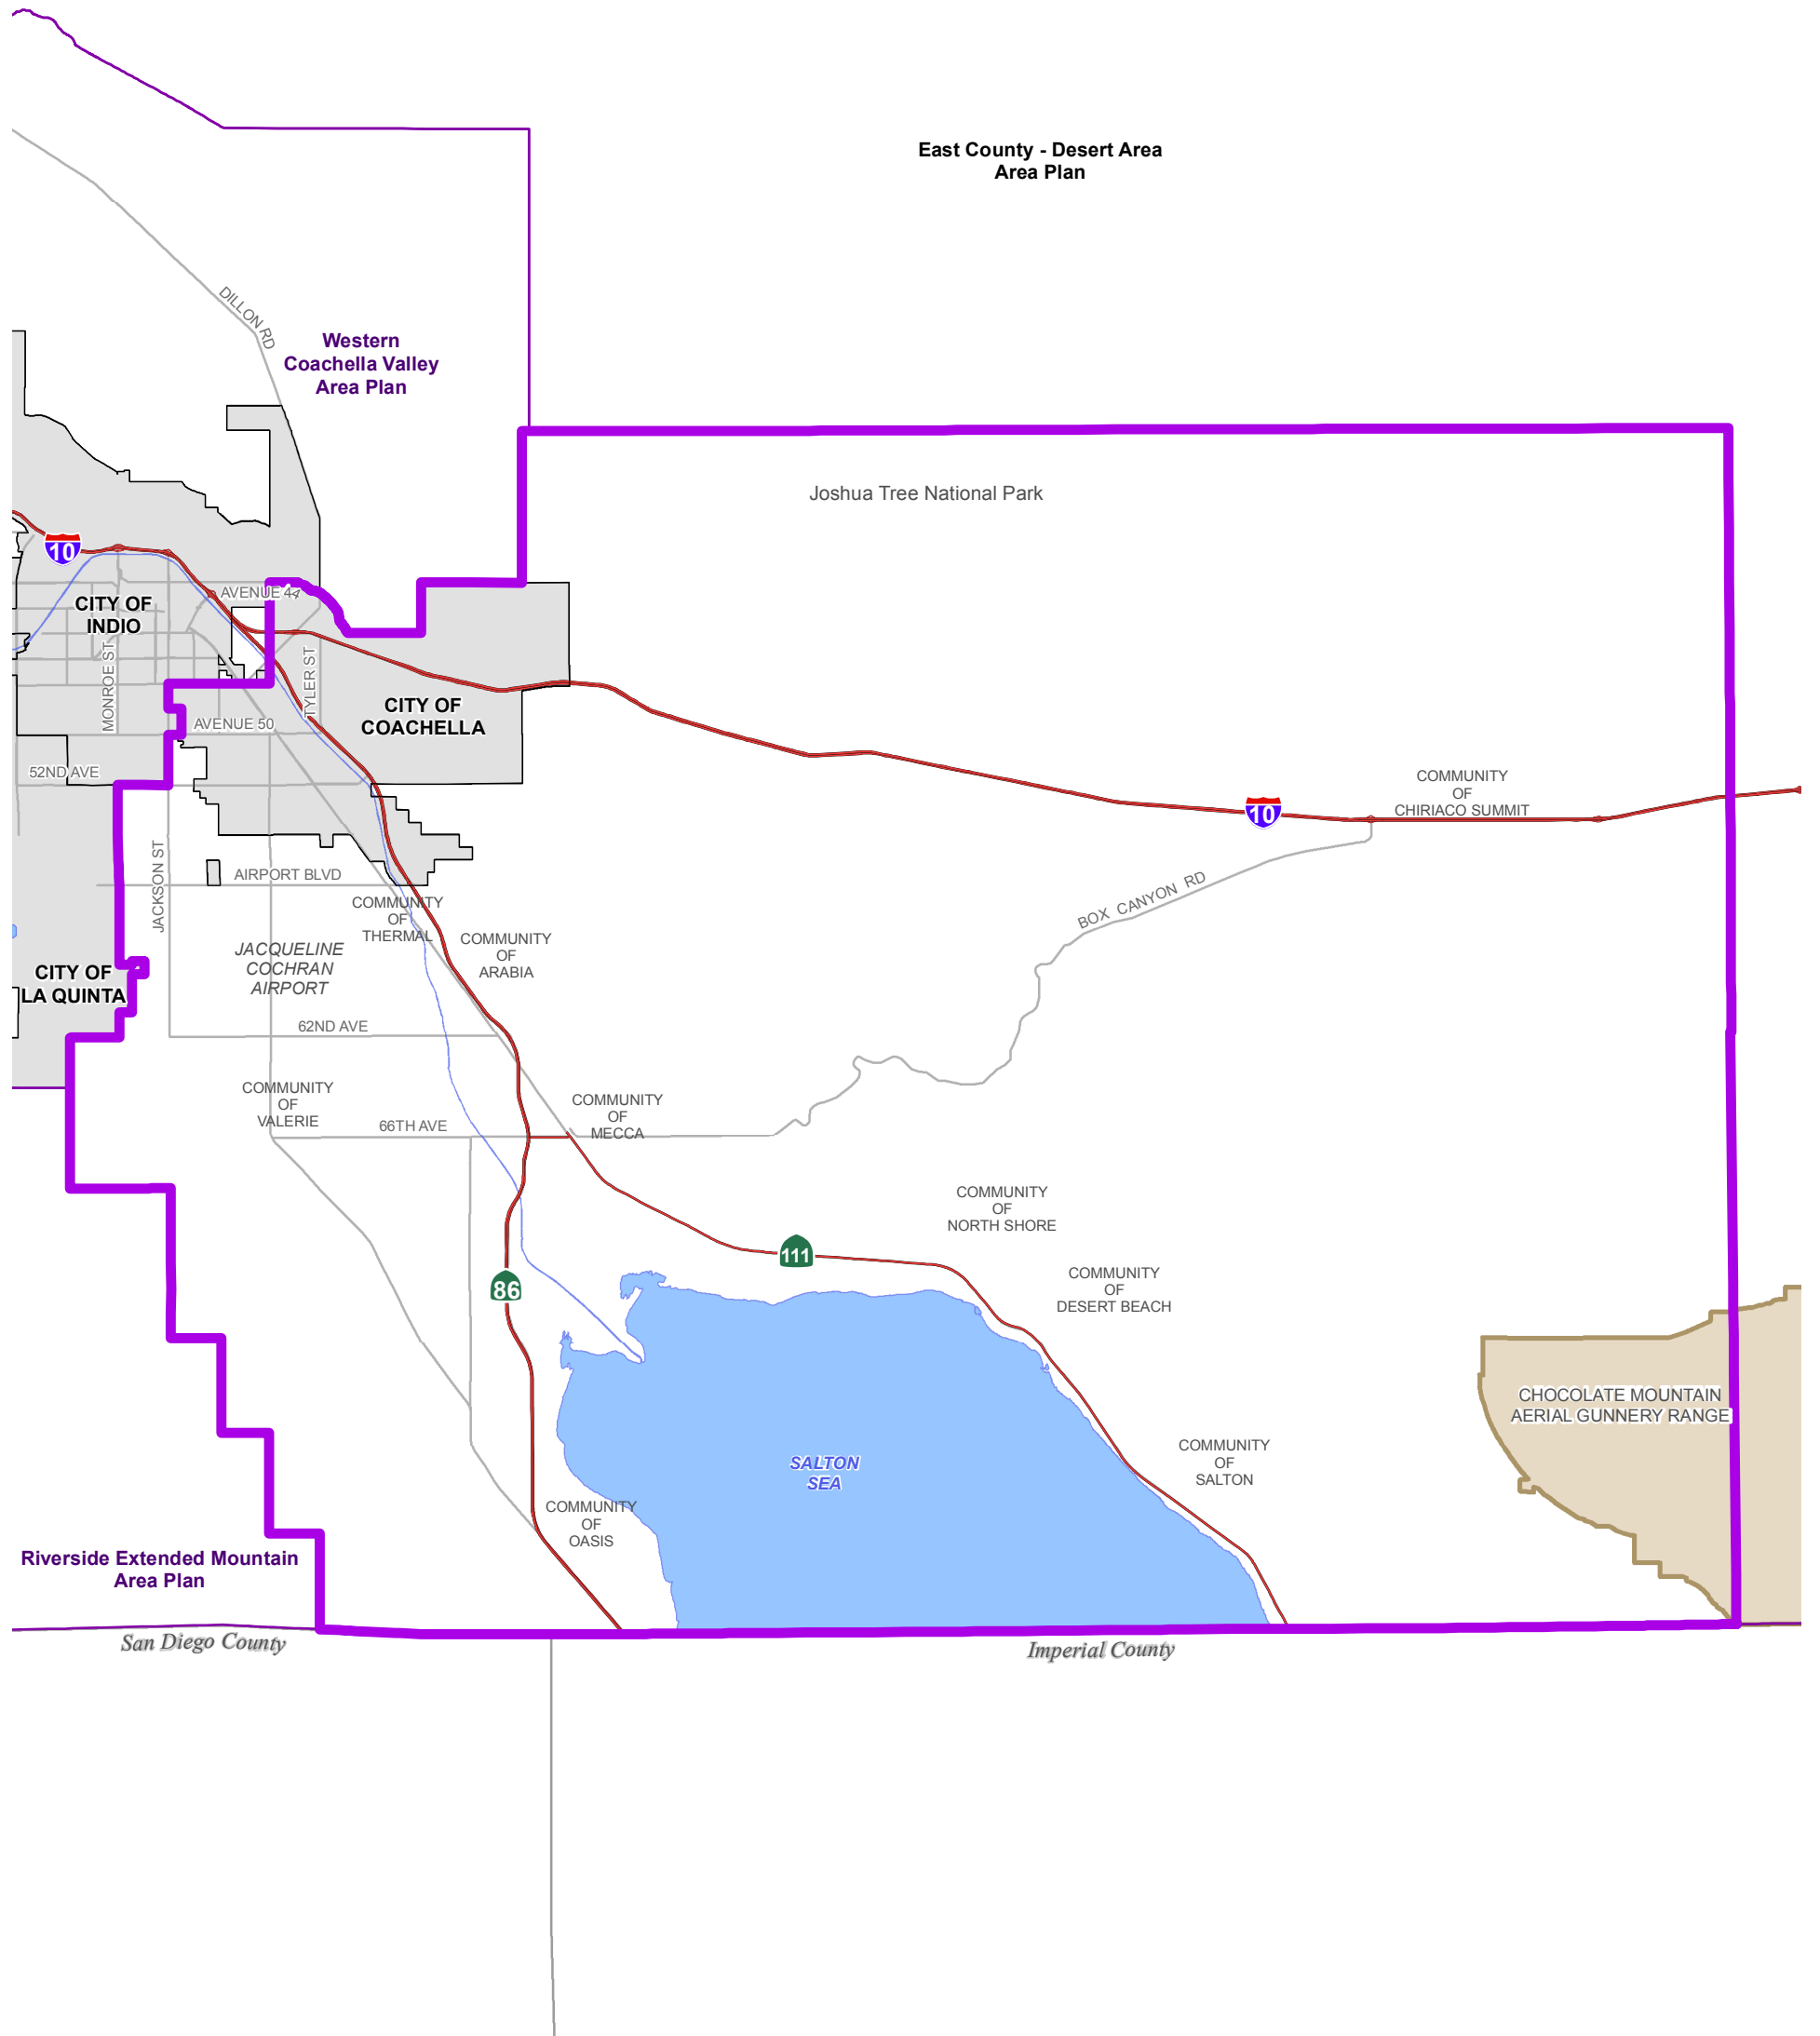 East County - Desert Area
Area Plan
DILLON RD
Western
Coachella Valley
Area Plan
Joshua Tree National Park
10
AVENUE 44
CITY OF
INDIO
MONROE ST
TYLER ST
CITY OF
COACHELLA
AVENUE 50
52ND AVE
COMMUNITY
OF
CHIRIACO SUMMIT
10
JACKSON ST
AIRPORT BLVD
BOX CANYON RD
COMMUNITY
OF
THERMAL
COMMUNITY
OF
ARABIA
JACQUELINE
COCHRAN
AIRPORT
CITY OF
LA QUINTA
62ND AVE
COMMUNITY
OF
VALERIE
COMMUNITY
OF
MECCA
66TH AVE
COMMUNITY
OF
NORTH SHORE
111
86
COMMUNITY
OF
DESERT BEACH
CHOCOLATE MOUNTAIN
AERIAL GUNNERY RANGE
SALTON
SEA
COMMUNITY
OF
SALTON
COMMUNITY
OF
OASIS
Riverside Extended Mountain
Area Plan
San Diego County
Imperial County